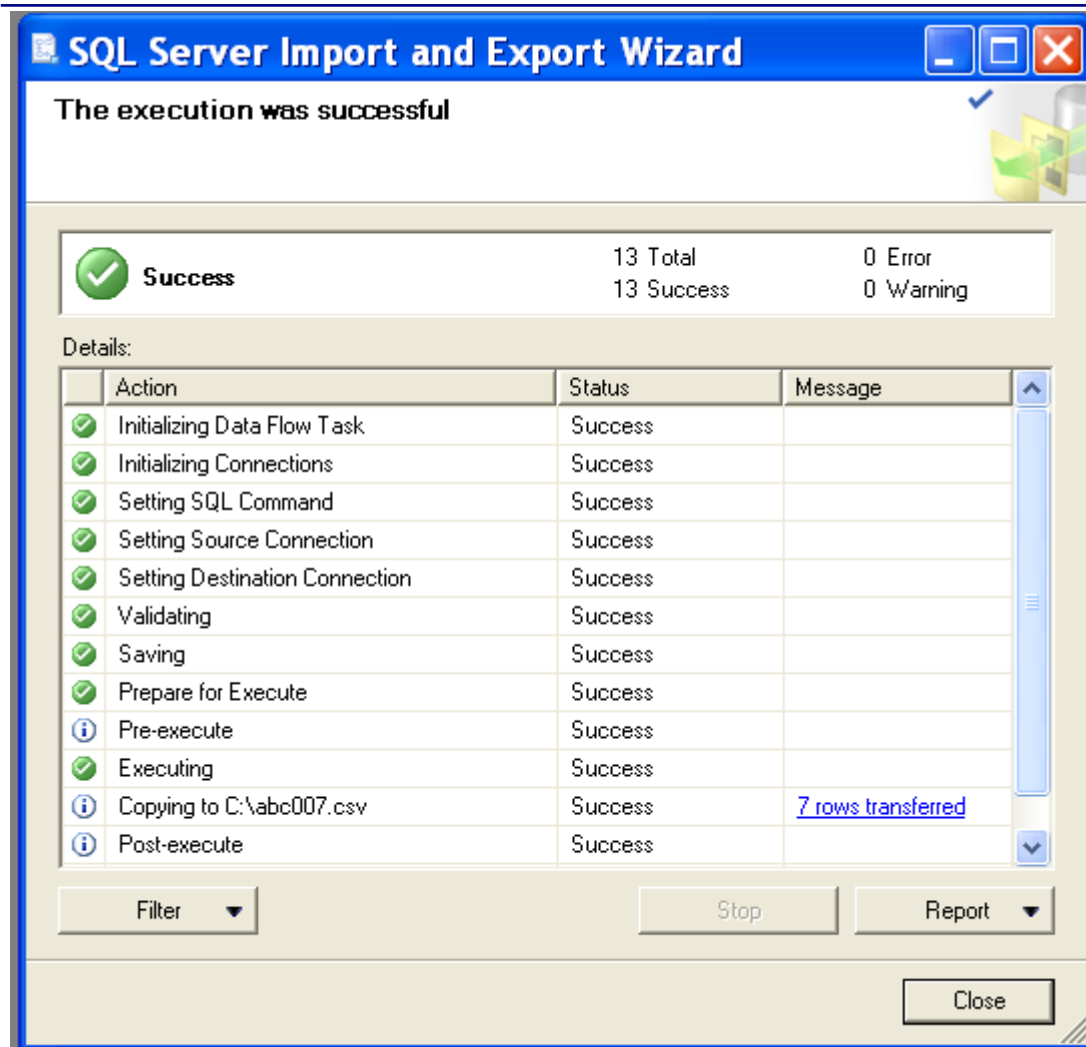 SQL Server Import and Export Wizard
The execution was successful
Success
13 Total
0 Error
13 Success
0 Warning
Details:
Action Status Message
Initializing Data Flow Task Success
Initializing Connections Success
Setting SQL Command Success
Setting Source Connection Success
Setting Destination Connection Success
Validating Success
Saving Success
Prepare for Execute Success
Pre-execute Success
Executing Success
Copying to C:\abc007.csv Success 7 rows transferred
Post-execute Success
Filter Stop Report
Close